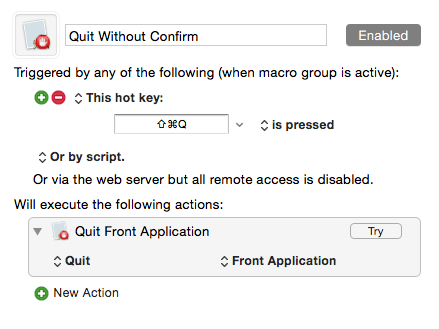 Quit Without Confirm
Enabled
Triggered by any of the following (when macro group is active):
This hot key:
⇧⌘Q
is pressed
Or by script.
Or via the web server but all remote access is disabled.
Will execute the following actions:
Quit Front Application
Try
Quit
Front Application
New Action